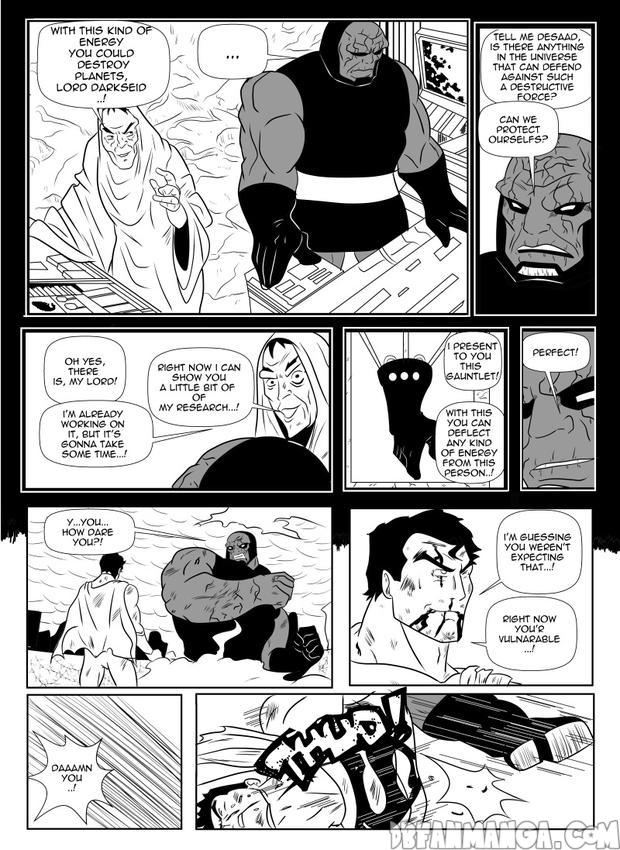 WITH THIS KIND OF
ENERGY
YOU COULD
DESTROY
PLANETS,
LORD DARKSEID
..!
...
TELL ME DESAAD,
IS THERE ANYTHING
IN THE UNIVERSE
THAT CAN DEFEND
AGAINST SUCH
A DESTRUCTIVE
FORCE?
CAN WE
PROTECT
OURSELFS?
OH YES,
THERE
IS, MY LORD!
I'M ALREADY
WORKING ON
IT, BUT IT'S
GONNA TAKE
SOME TIME...!
RIGHT NOW I CAN
SHOW YOU
A LITTLE BIT OF
OF
MY RESEARCH...!
I PRESENT
TO YOU
THIS
GAUNTLET!
WITH THIS
YOU CAN
DEFLECT
ANY KIND
OF ENERGY
FROM THIS
PERSON..!
PERFECT!
Y...YOU...
HOW DARE
YOU?!
I'M GUESSING
YOU WEREN'T
EXPECTING
THAT...!
RIGHT NOW
YOU'R
VULNARABLE
...!
DAAAMN
YOU
..!
DBFANMANGA.COM